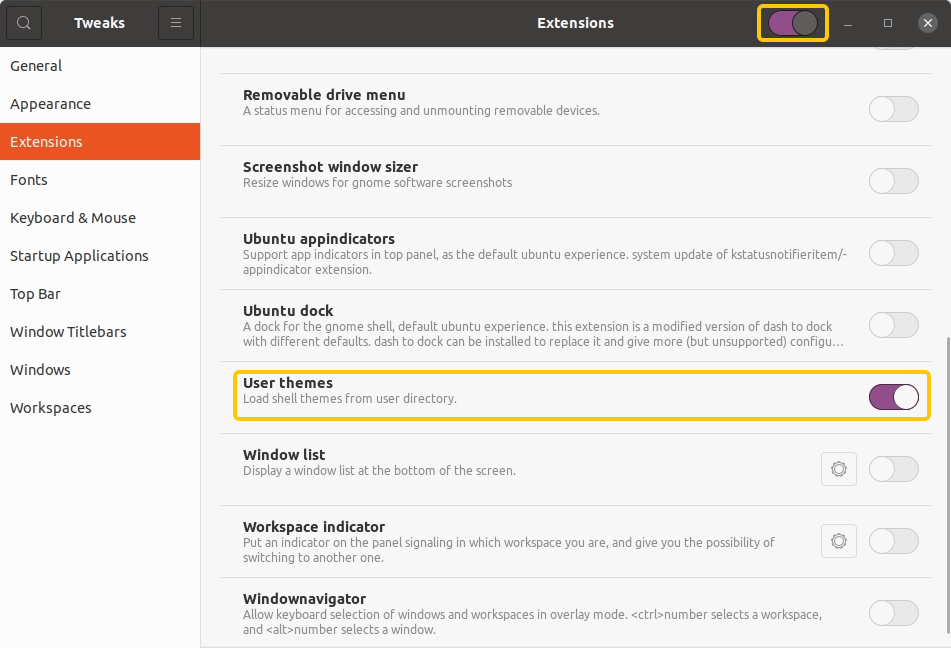 Tweaks
Extensions
General
Appearance
Extensions
Fonts
Keyboard & Mouse
Startup Applications
Top Bar
Window Titlebars
Windows
Workspaces
Removable drive menu
A status menu for accessing and unmounting removable devices.
Screenshot window sizer
Resize windows for gnome software screenshots
Ubuntu appindicators
Support app indicators in top panel, as the default ubuntu experience. system update of kstatusnotifieritem/-
appindicator extension.
Ubuntu dock
A dock for the gnome shell, default ubuntu experience. this extension is a modified version of dash to dock
with different defaults. dash to dock can be installed to replace it and give more (but unsupported) configu…
User themes
Load shell themes from user directory.
Window list
Display a window list at the bottom of the screen.
Workspace indicator
Put an indicator on the panel signaling in which workspace you are, and give you the possibility of
switching to another one.
Windownavigator
Allow keyboard selection of windows and workspaces in overlay mode. <ctrl>number selects a workspace,
and <alt>number selects a window.